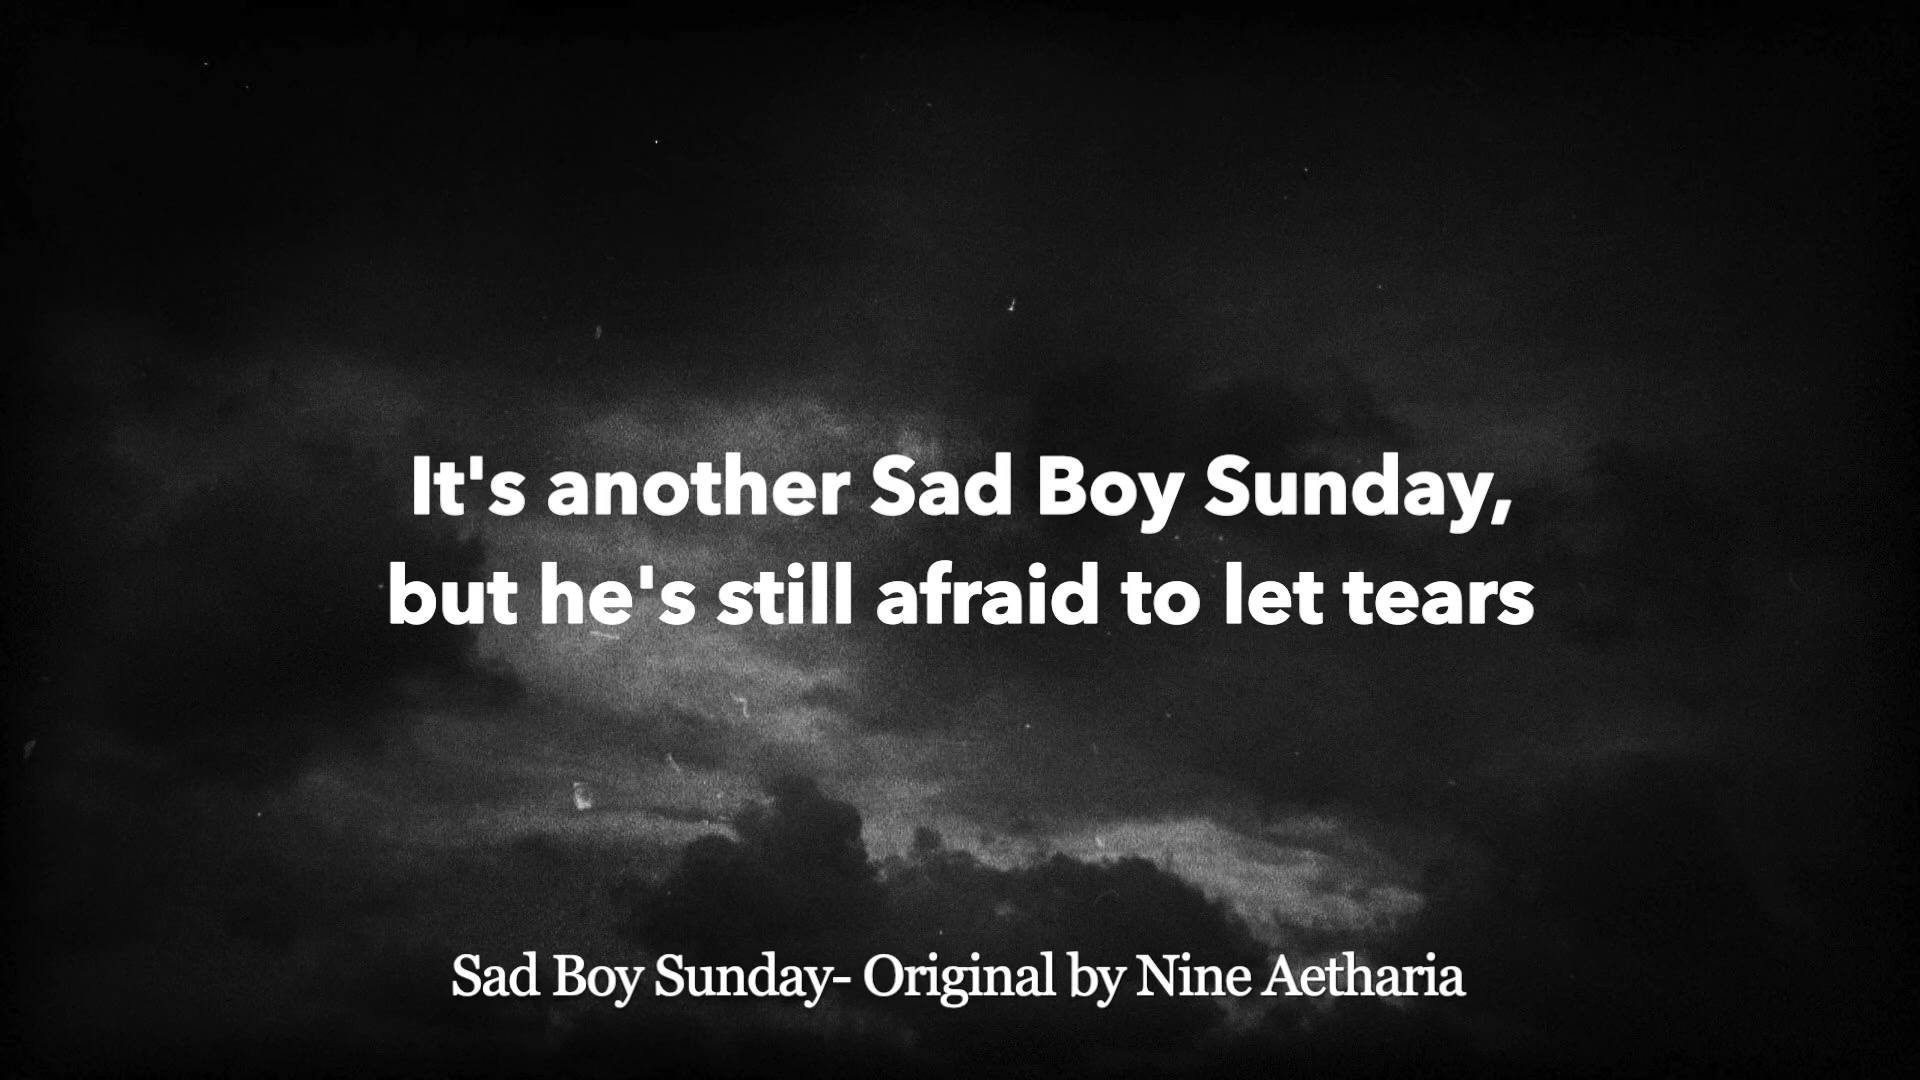 It's another Sad Boy Sunday,
but he's still afraid to let tears
Sad Boy Sunday- Original by Nine Aetharia